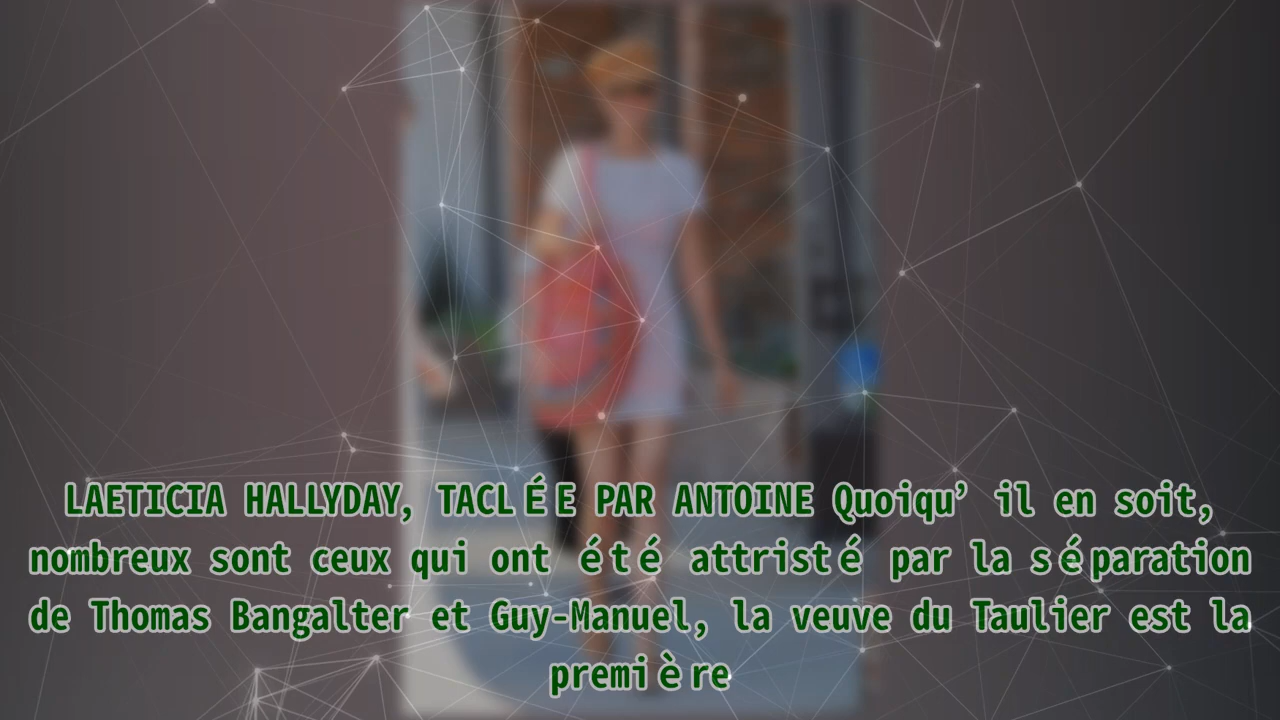 LAETICIA HALLYDAY, TACLÉE PAR ANTOINE Quoiqu’ il en soit,
nombreux sont ceux qui ont été attristé par la séparation
de Thomas Bangalter et Guy-Manuel, la veuve du Taulier est la
première